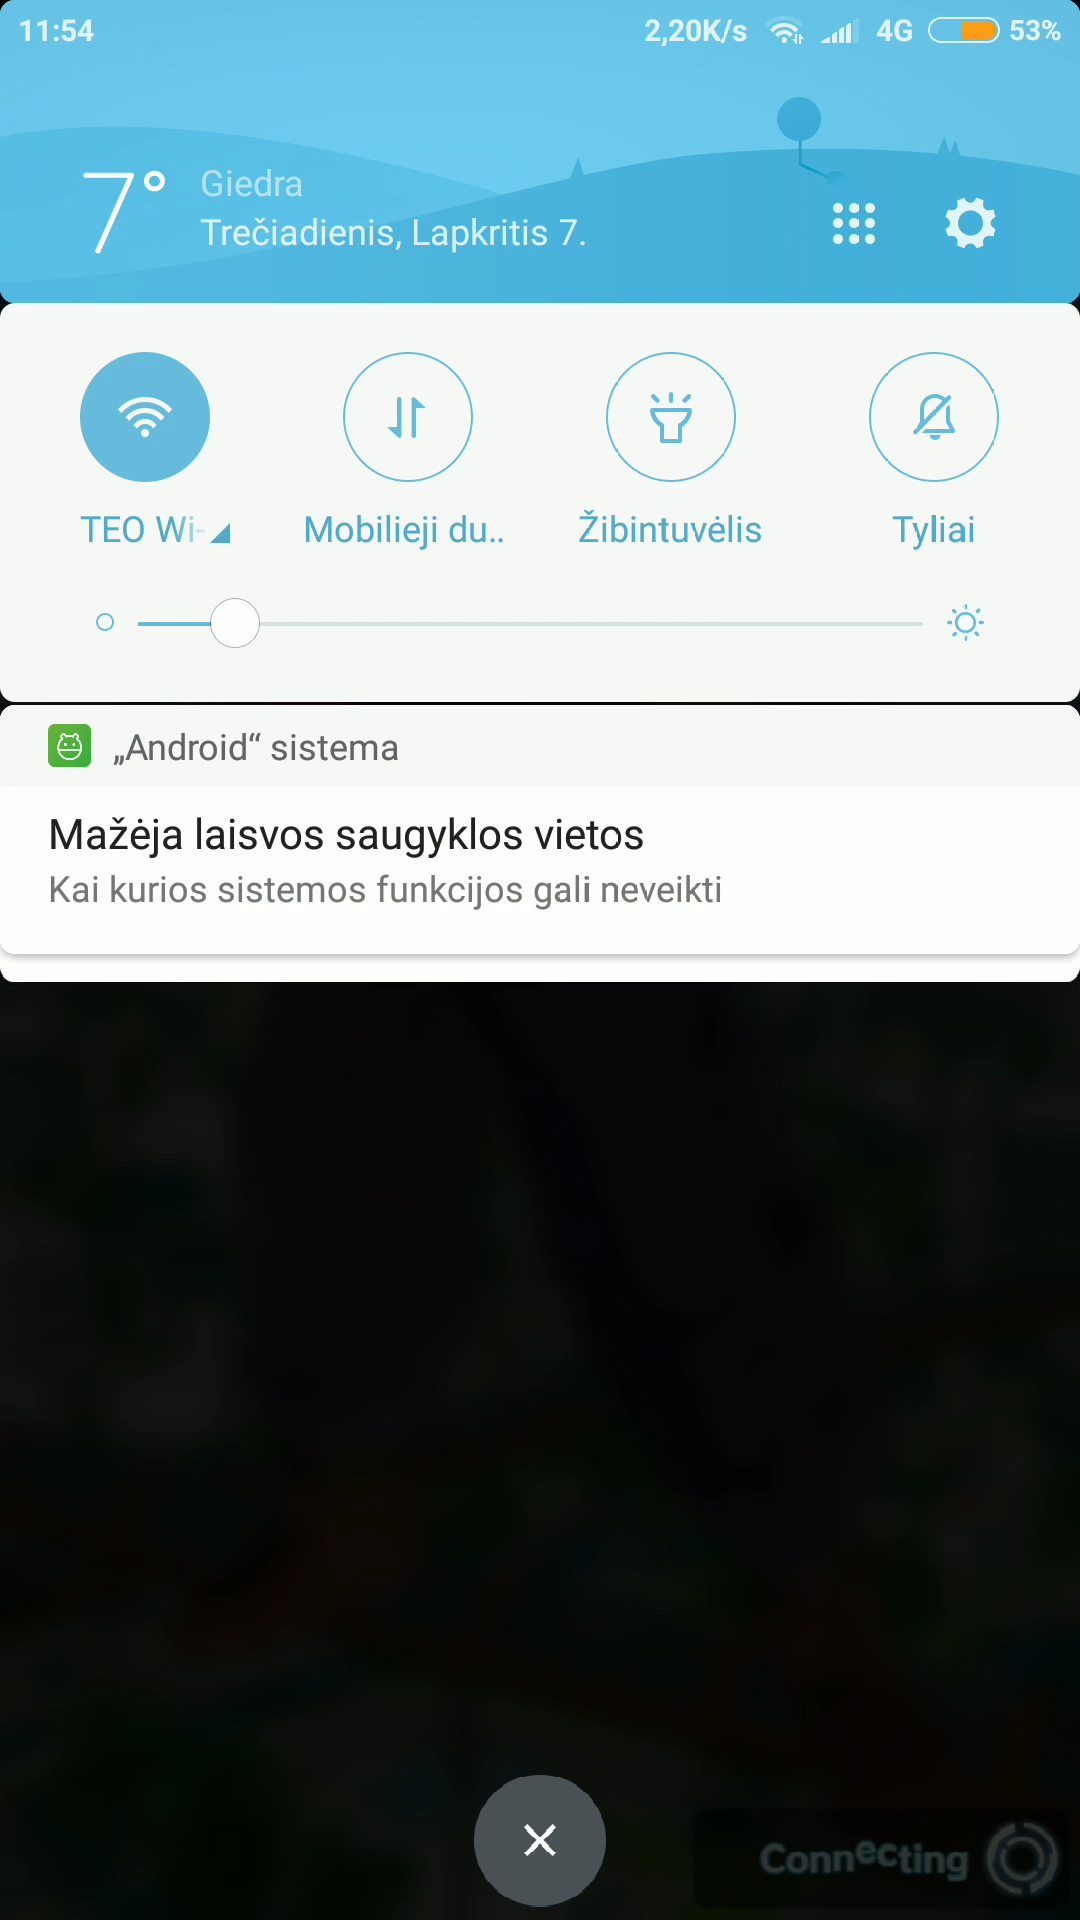 11:54 2,20K/s 4G 53%
7° Giedra
Trečiadienis, Lapkritis 7.
TEO Wi- Mobilieji du.. Žibintuvėlis Tyliai
„Android“ sistema
Mažėja laisvos saugyklos vietos
Kai kurios sistemos funkcijos gali neveikti
Connecting